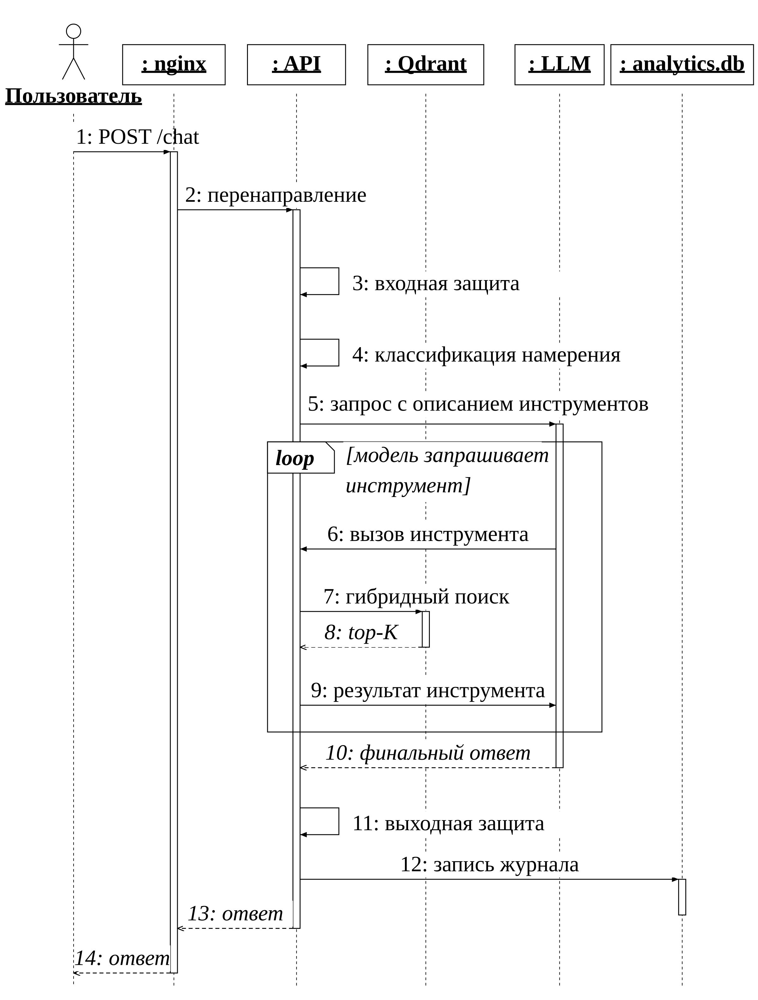 : nginx
: API
: Qdrant
: LLM
: analytics.db
Пользователь
1: POST /chat
2: перенаправление
3: входная защита
4: классификация намерения
5: запрос с описанием инструментов
loop
[модель запрашивает
инструмент]
6: вызов инструмента
7: гибридный поиск
8: top-K
9: результат инструмента
10: финальный ответ
11: выходная защита
12: запись журнала
13: ответ
14: ответ